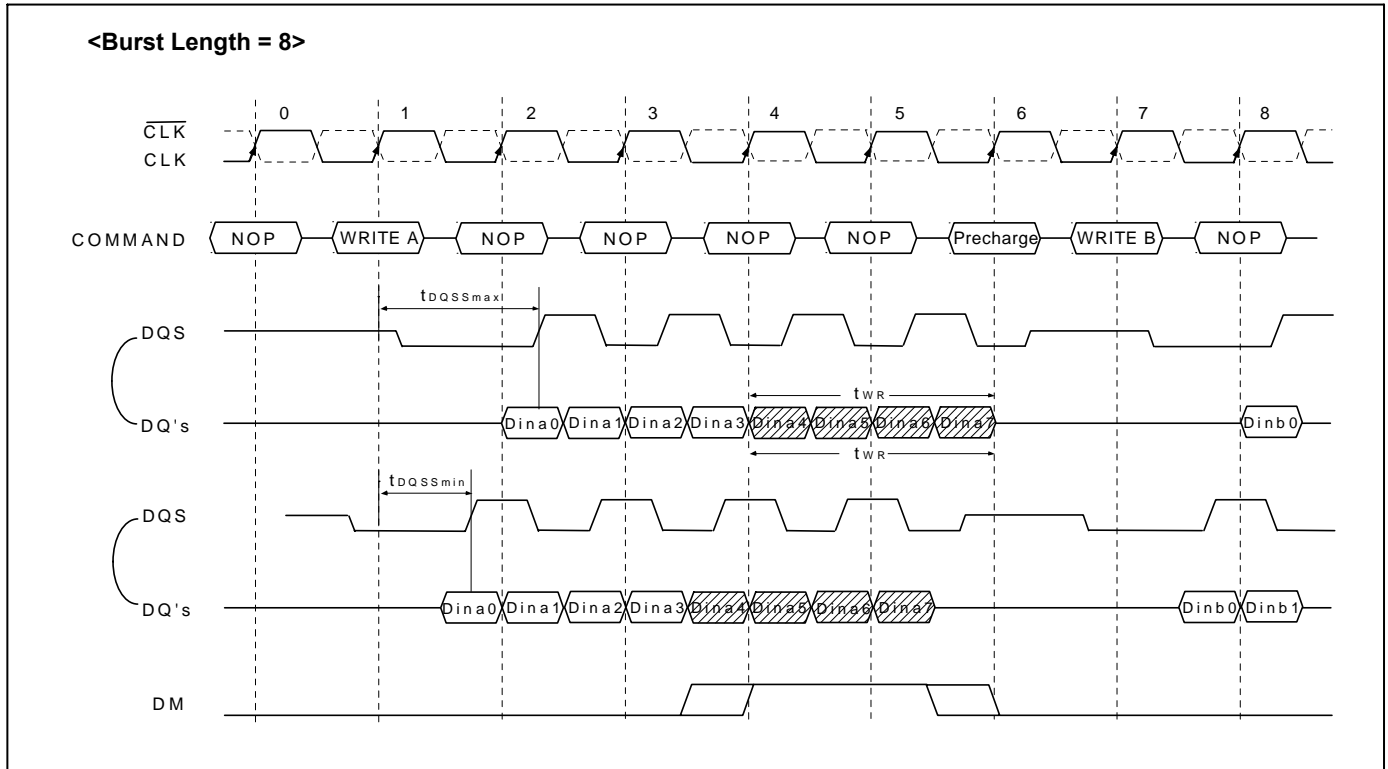 <Burst Length = 8>
0 1 2 3 4 5 6 7 8
CLK
CLK
COMMAND NOP WRITE A NOP NOP NOP NOP Precharge WRITE B NOP
tDQSSmax
DQS
tWR
DQ's Dina0 Dina1 Dina2 Dina3 Dina4 Dina5 Dina6 Dina7 Dinb0
tWR
tDQSSmin
DQS
DQ's Dina0 Dina1 Dina2 Dina3 Dina4 Dina5 Dina6 Dina7 Dinb0 Dinb1
DM